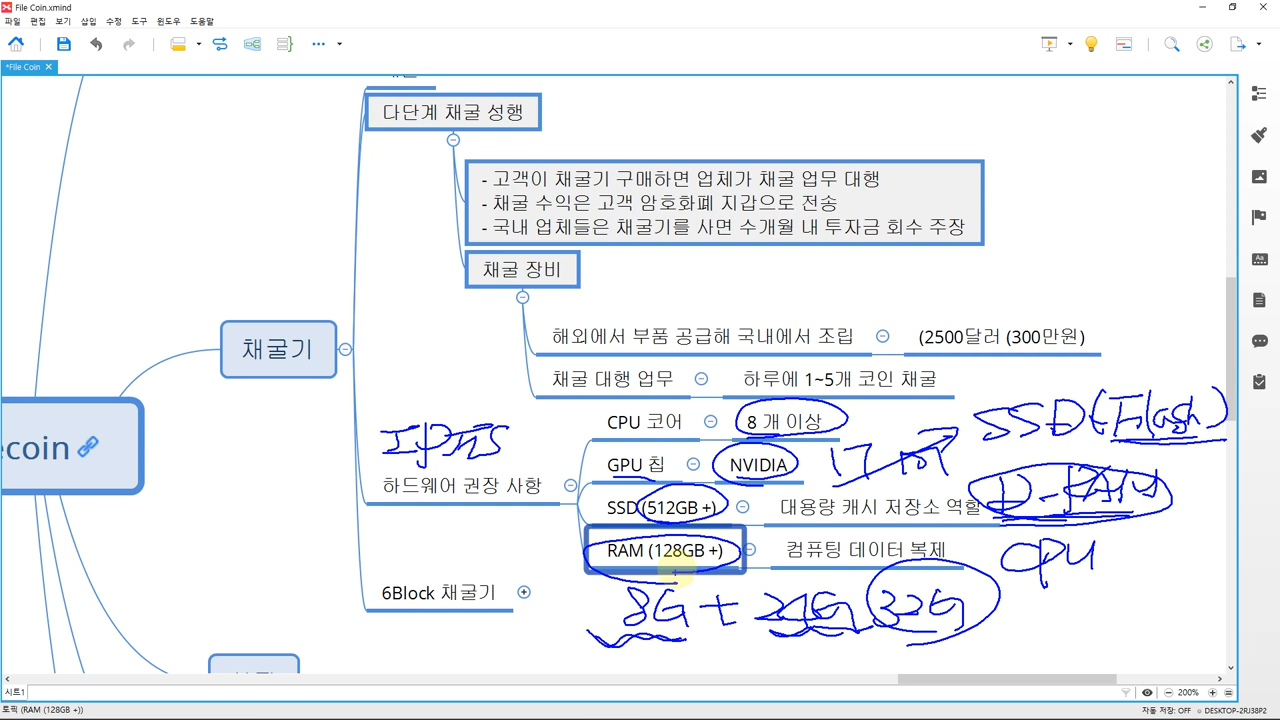 File Coin.xmind
파일 편집 보기 삽입 수정 도구 윈도우 도움말
*File Coin
다단계 채굴 성행
- 고객이 채굴기 구매하면 업체가 채굴 업무 대행
- 채굴 수익은 고객 암호화폐 지갑으로 전송
- 국내 업체들은 채굴기를 사면 수개월 내 투자금 회수 주장
채굴 장비
해외에서 부품 공급해 국내에서 조립 (2500달러 (300만원)
채굴기
채굴 대행 업무 하루에 1~5개 코인 채굴
CPU 코어 8 개 이상
SSD (Flash)
ecoin
GPU 칩 NVIDIA
하드웨어 권장 사항
D-RAM
SSD (512GB +) 대용량 캐시 저장소 역할
RAM (128GB +) 컴퓨팅 데이터 복제
CPU
6Block 채굴기
8G + 24G 32G
시트1
200%
토픽 (RAM (128GB +))
자동 저장: OFF DESKTOP-2RJ38P2